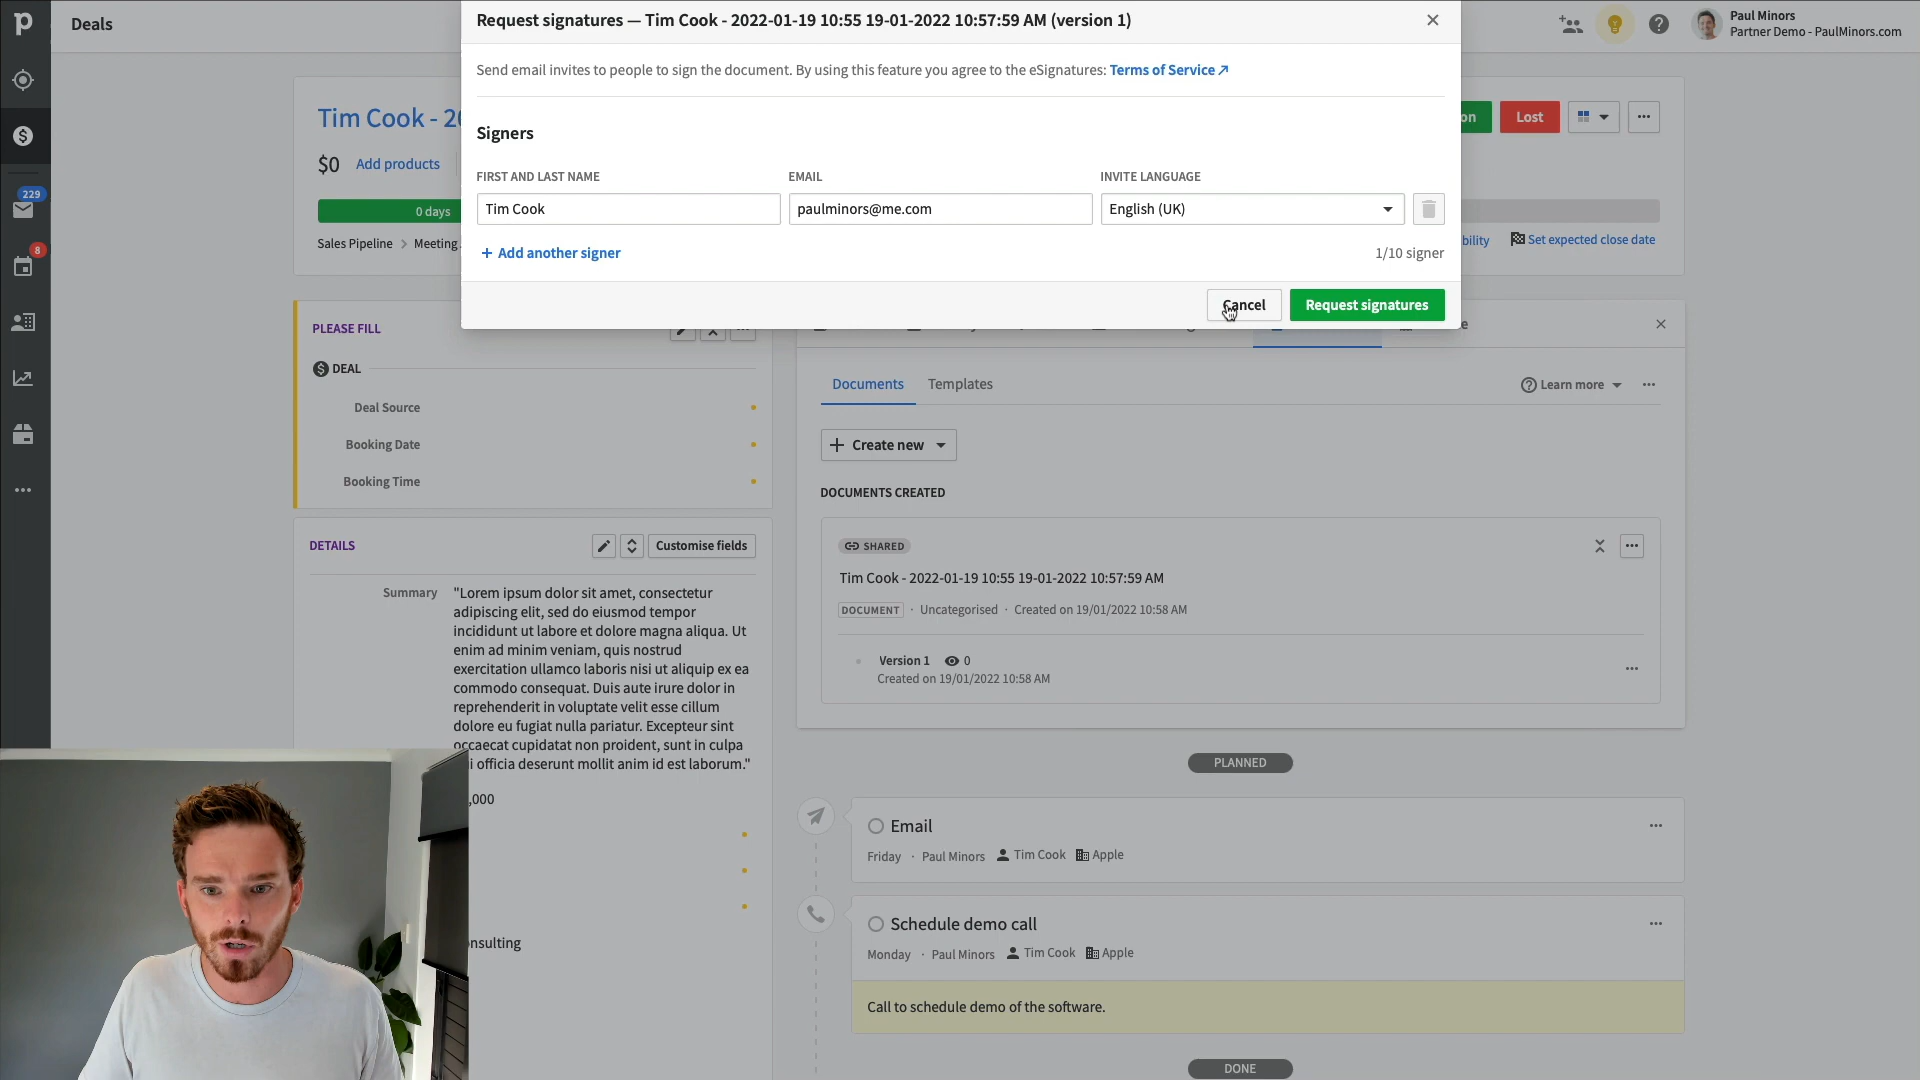 Deals
Request signatures — Tim Cook - 2022-01-19 10:55 19-01-2022 10:57:59 AM (version 1)
Paul Minors
Partner Demo - PaulMinors.com
Send email invites to people to sign the document. By using this feature you agree to the eSignatures: Terms of Service
Signers
FIRST AND LAST NAME
EMAIL
INVITE LANGUAGE
Tim Cook
paulminors@me.com
English (UK)
+ Add another signer
1/10 signer
Cancel
Request signatures
Tim Cook - 20
on
Lost
$0
Add products
229
0 days
8
Sales Pipeline
Meeting
bility
Set expected close date
PLEASE FILL
DEAL
Deal Source
Booking Date
Booking Time
Documents
Templates
Learn more
Create new
DOCUMENTS CREATED
SHARED
Tim Cook - 2022-01-19 10:55 19-01-2022 10:57:59 AM
DOCUMENT · Uncategorised · Created on 19/01/2022 10:58 AM
Version 1
0
Created on 19/01/2022 10:58 AM
DETAILS
Customise fields
Summary
"Lorem ipsum dolor sit amet, consectetur
adipiscing elit, sed do eiusmod tempor
incididunt ut labore et dolore magna aliqua. Ut
enim ad minim veniam, quis nostrud
exercitation ullamco laboris nisi ut aliquip ex ea
commodo consequat. Duis aute irure dolor in
reprehenderit in voluptate velit esse cillum
dolore eu fugiat nulla pariatur. Excepteur sint
occaecat cupidatat non proident, sunt in culpa
i officia deserunt mollit anim id est laborum."
,000
onsulting
PLANNED
Email
Friday · Paul Minors
Tim Cook
Apple
Schedule demo call
Monday · Paul Minors
Tim Cook
Apple
Call to schedule demo of the software.
DONE